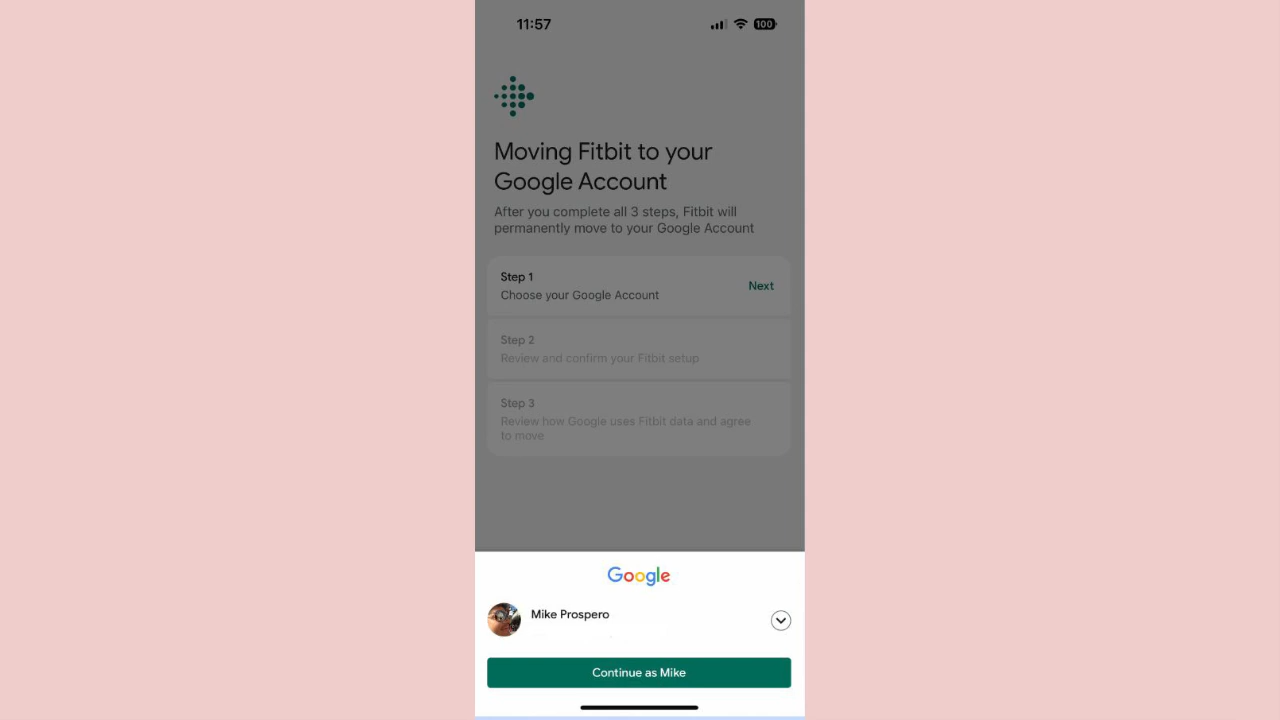 11:57
100
Moving Fitbit to your
Google Account
After you complete all 3 steps, Fitbit will
permanently move to your Google Account
Step 1
Choose your Google Account
Next
Step 2
Review and confirm your Fitbit setup
Step 3
Review how Google uses Fitbit data and agree
to move
Google
Mike Prospero
Continue as Mike